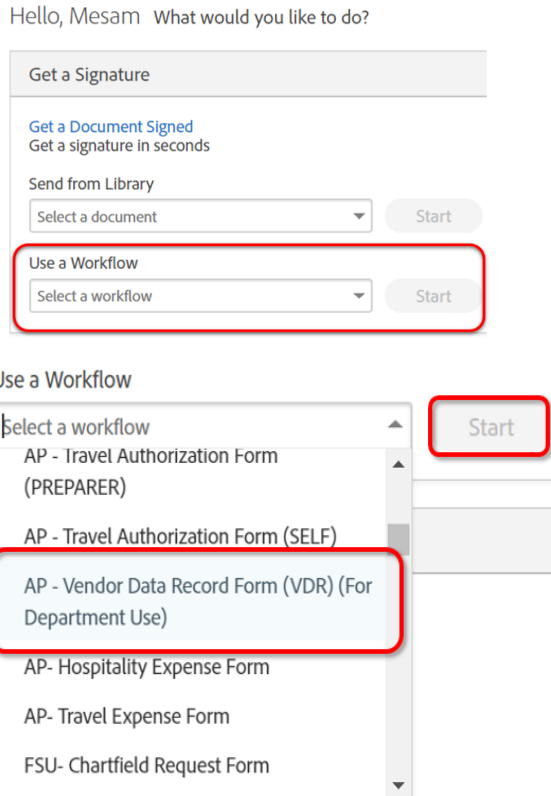 Hello, Mesam What would you like to do?
Get a Signature
Get a Document Signed
Get a signature in seconds
Send from Library
Select a document
Start
Use a Workflow
Select a workflow
Start
Use a Workflow
Select a workflow
Start
AP - Travel Authorization Form
(PREPARER)
AP - Travel Authorization Form (SELF)
AP - Vendor Data Record Form (VDR) (For
Department Use)
AP- Hospitality Expense Form
AP- Travel Expense Form
FSU- Chartfield Request Form